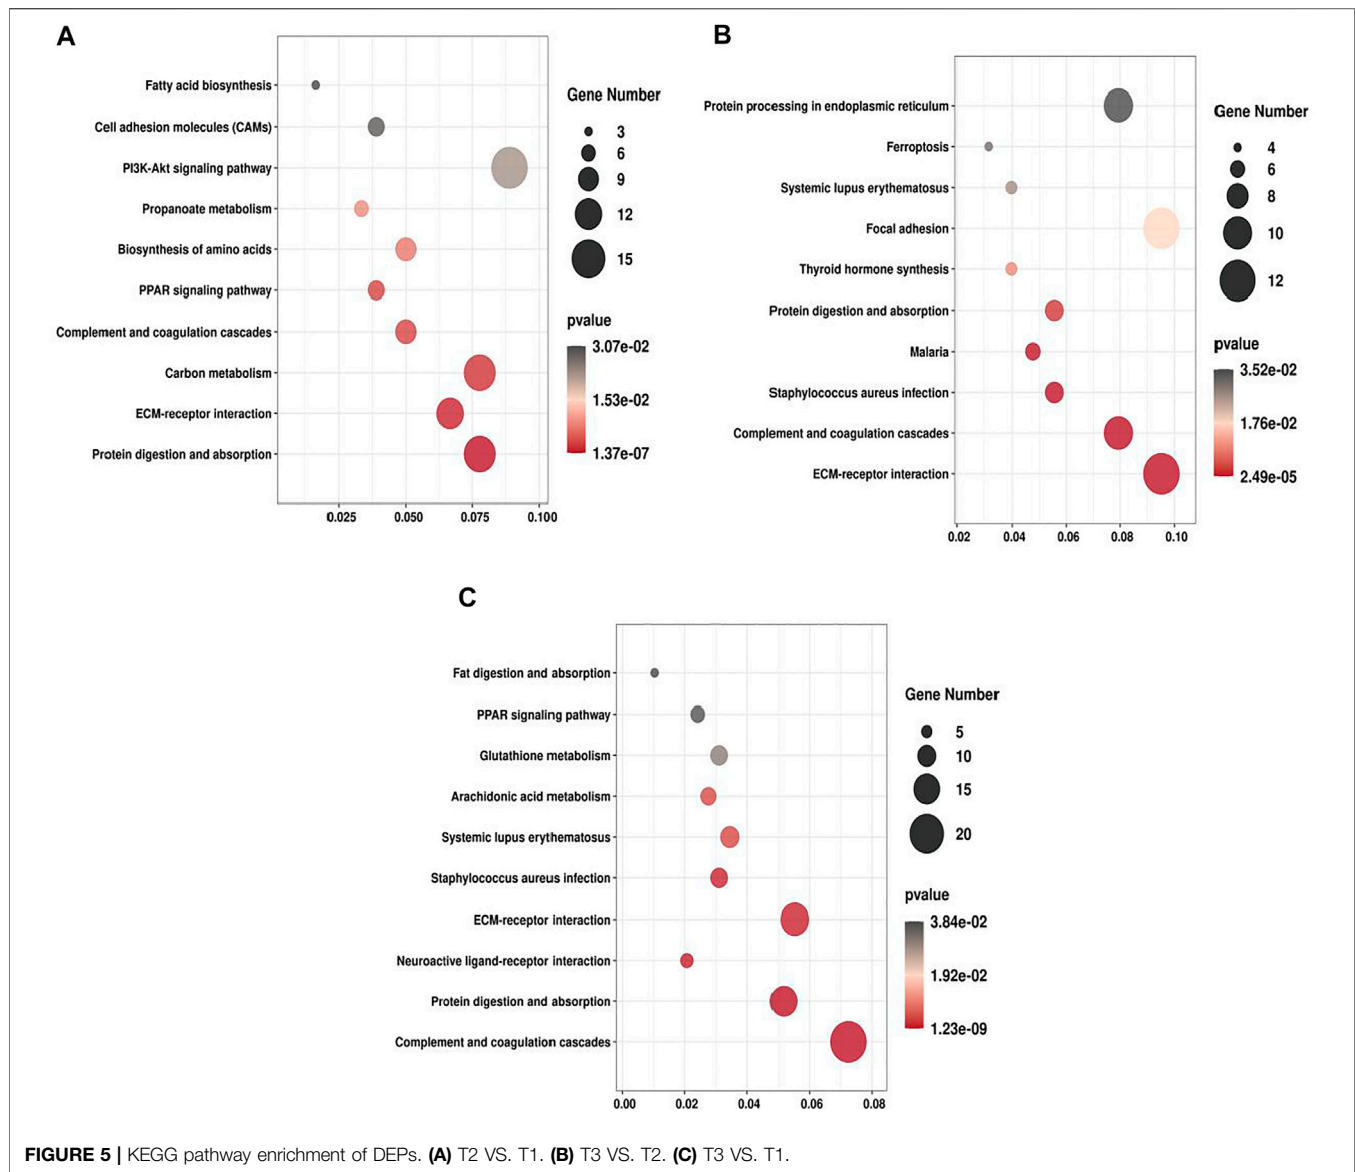 A
Fatty acid biosynthesis
Cell adhesion molecules (CAMs)
PI3K-Akt signaling pathway
Propanoate metabolism
Biosynthesis of amino acids
PPAR signaling pathway
Complement and coagulation cascades
Carbon metabolism
ECM-receptor interaction
Protein digestion and absorption
0.025 0.050 0.075 0.100
Gene Number
3
6
9
12
15
pvalue
3.07e-02
1.53e-02
1.37e-07
B
Protein processing in endoplasmic reticulum
Ferroptosis
Systemic lupus erythematosus
Focal adhesion
Thyroid hormone synthesis
Protein digestion and absorption
Malaria
Staphylococcus aureus infection
Complement and coagulation cascades
ECM-receptor interaction
0.02 0.04 0.06 0.08 0.10
Gene Number
4
6
8
10
12
pvalue
3.52e-02
1.76e-02
2.49e-05
C
Fat digestion and absorption
PPAR signaling pathway
Glutathione metabolism
Arachidonic acid metabolism
Systemic lupus erythematosus
Staphylococcus aureus infection
ECM-receptor interaction
Neuroactive ligand-receptor interaction
Protein digestion and absorption
Complement and coagulation cascades
0.00 0.02 0.04 0.06 0.08
Gene Number
5
10
15
20
pvalue
3.84e-02
1.92e-02
1.23e-09
FIGURE 5 | KEGG pathway enrichment of DEPs. (A) T2 VS. T1. (B) T3 VS. T2. (C) T3 VS. T1.